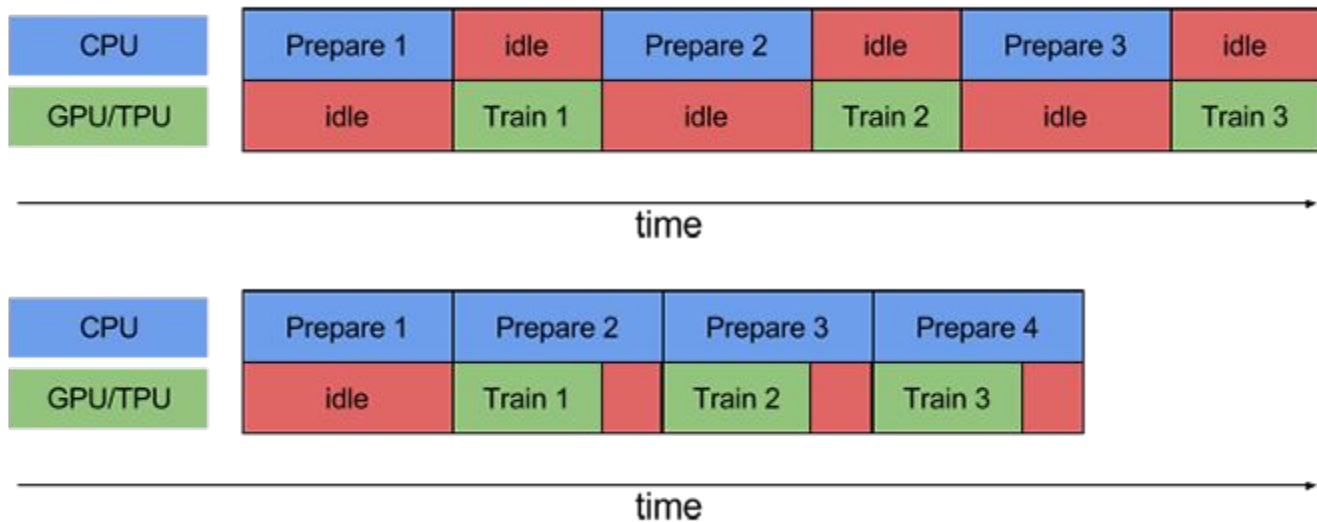 CPU Prepare 1 idle Prepare 2 idle Prepare 3 idle
GPU/TPU idle Train 1 idle Train 2 idle Train 3
time
CPU Prepare 1 Prepare 2 Prepare 3 Prepare 4
GPU/TPU idle Train 1 Train 2 Train 3
time